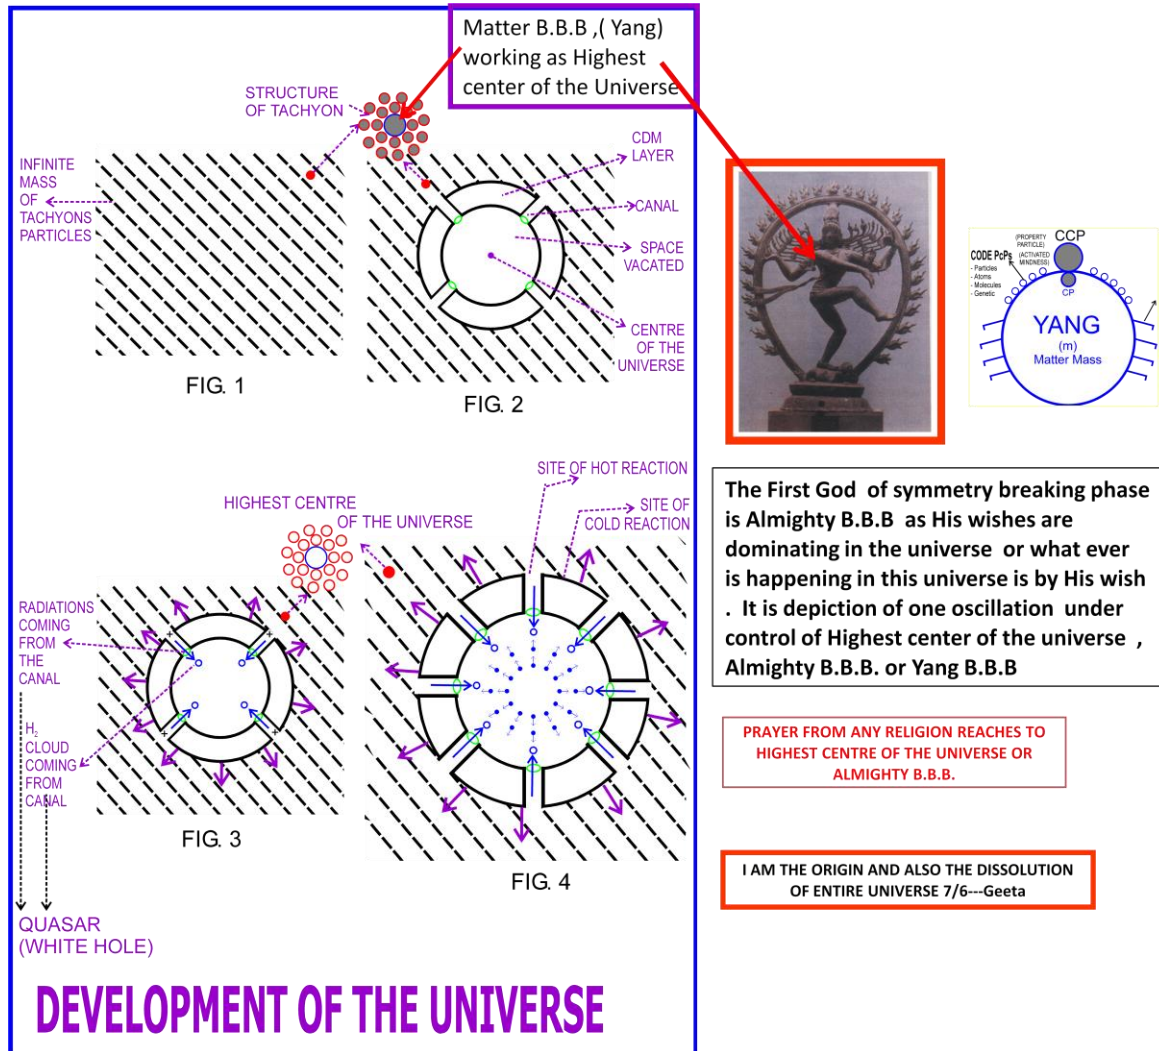 Matter B.B.B ,( Yang)
working as Highest
center of the Universe
STRUCTURE
OF TACHYON
INFINITE
MASS
OF
TACHYONS
PARTICLES
CDM
LAYER
CANAL
SPACE
VACATED
CENTRE
OF THE
UNIVERSE
FIG. 1
FIG. 2
HIGHEST CENTRE
OF THE UNIVERSE
SITE OF HOT REACTION
SITE OF
COLD REACTION
RADIATIONS
COMING
FROM
THE
CANAL
H₂
CLOUD
COMING
FROM
CANAL
FIG. 3
FIG. 4
QUASAR
(WHITE HOLE)
DEVELOPMENT OF THE UNIVERSE
CCP
(PROPERTY
PARTICLE)
(ACTIVATED
MINDNESS)
CODE PcPs
- Particles
- Atoms
- Molecules
- Genetic
CP
YANG
(m)
Matter Mass
The First God of symmetry breaking phase
is Almighty B.B.B as His wishes are
dominating in the universe or what ever
is happening in this universe is by His wish
. It is depiction of one oscillation under
control of Highest center of the universe ,
Almighty B.B.B. or Yang B.B.B
PRAYER FROM ANY RELIGION REACHES TO
HIGHEST CENTRE OF THE UNIVERSE OR
ALMIGHTY B.B.B.
I AM THE ORIGIN AND ALSO THE DISSOLUTION
OF ENTIRE UNIVERSE 7/6---Geeta